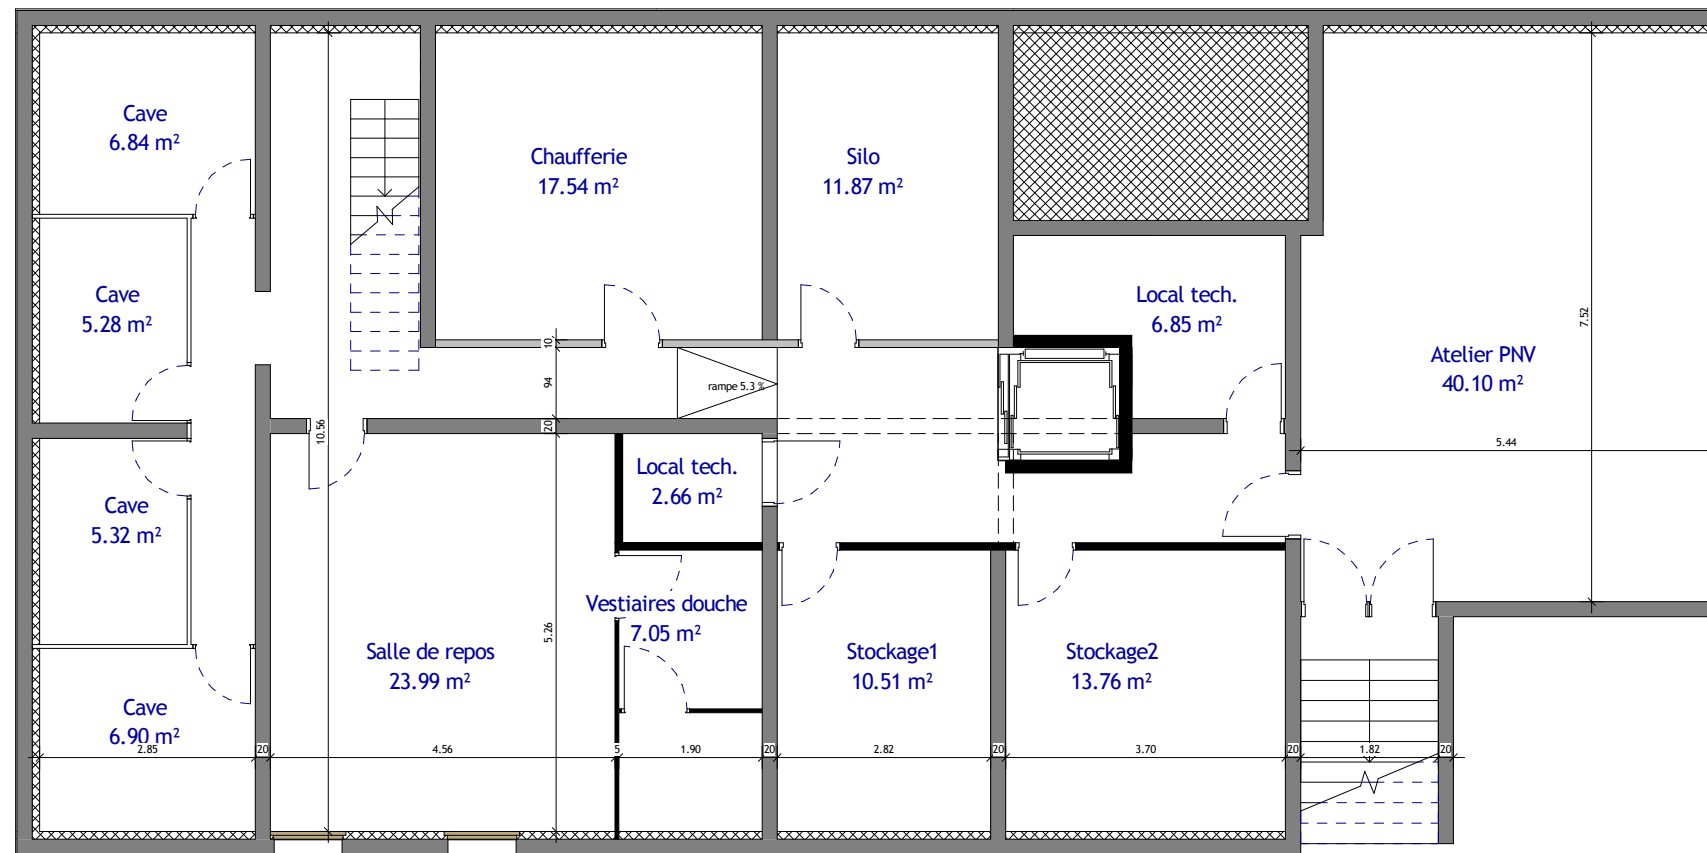 Cave
6.84 m²
Chaufferie
17.54 m²
Silo
11.87 m²
Cave
5.28 m²
Local tech.
6.85 m²
7.52
Atelier PNV
40.10 m²
10
94
rampe 5.3 %
20
10.56
5.44
Local tech.
2.66 m²
Cave
5.32 m²
Vestiaires douche
7.05 m²
5.26
Salle de repos
23.99 m²
Stockage1
10.51 m²
Stockage2
13.76 m²
Cave
6.90 m²
2.85
20
4.56
5
1.90
20
2.82
20
3.70
20
1.82
20